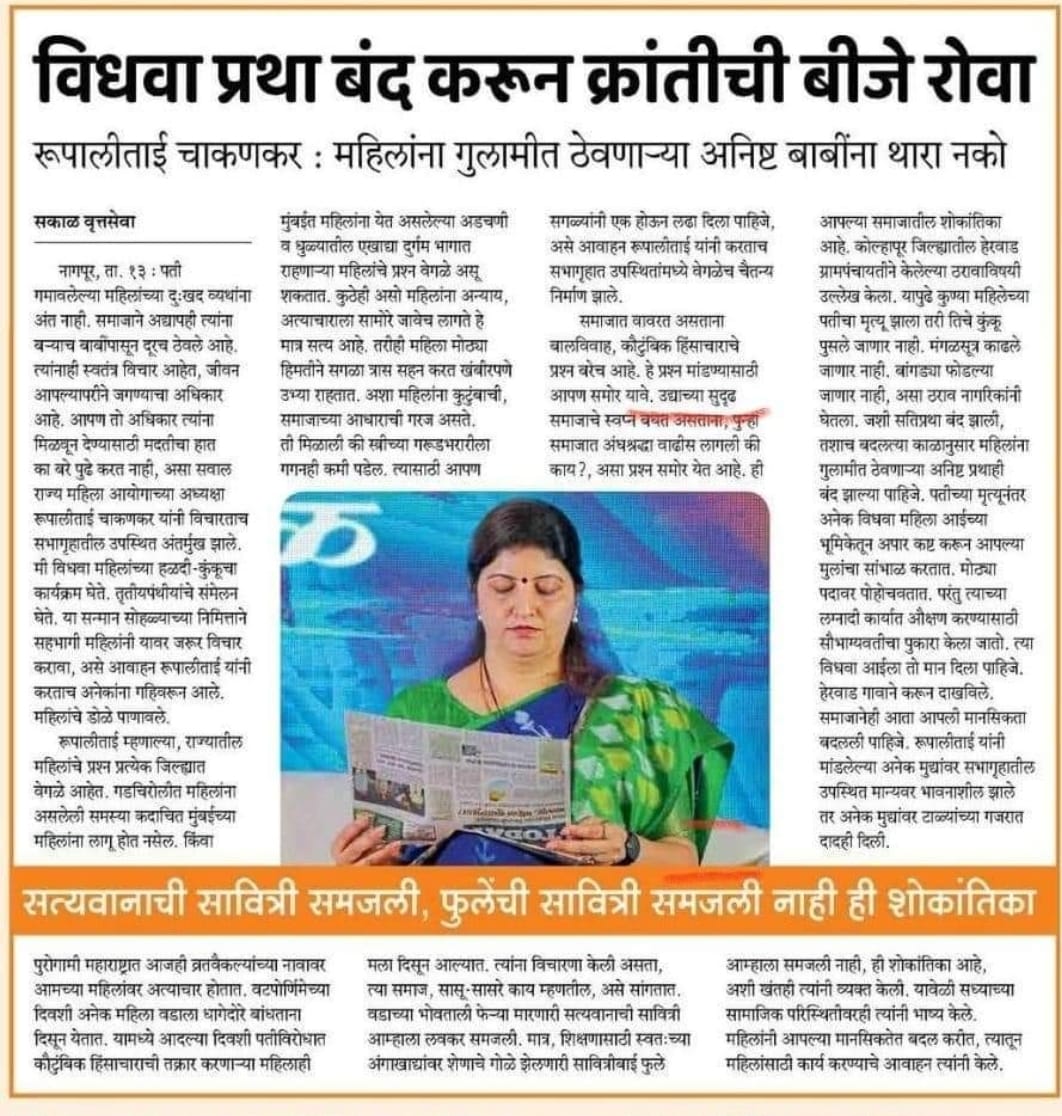 विधवा प्रथा बंद करून क्रांतीची बीजे रोवा
रूपालीताई चाकणकर : महिलांना गुलामीत ठेवणाऱ्या अनिष्ट बाबींना थारा नको
सकाळ वृत्तसेवा
नागपूर, ता. १३ : पती
गमावलेल्या महिलांच्या दुःखद व्यथांना
अंत नाही. समाजाने अद्यापही त्यांना
बऱ्याच बाबींपासून दूरच ठेवले आहे.
त्यांनाही स्वतंत्र विचार आहेत, जीवन
आपल्यापरीने जगण्याचा अधिकार
आहे. आपण तो अधिकार त्यांना
मिळवून देण्यासाठी मदतीचा हात
का बरे पुढे करत नाही, असा सवाल
राज्य महिला आयोगाच्या अध्यक्षा
रूपालीताई चाकणकर यांनी विचारताच
सभागृहातील उपस्थित अंतर्मुख झाले.
मी विधवा महिलांच्या हळदी-कुंकूचा
कार्यक्रम घेते. तृतीयपंथीयांचे संमेलन
घेते. या सन्मान सोहळ्याच्या निमित्ताने
सहभागी महिलांनी यावर जरूर विचार
करावा, असे आवाहन रूपालीताई यांनी
करताच अनेकांना गहिवरून आले.
महिलांचे डोळे पाणावले.
रूपालीताई म्हणाल्या, राज्यातील
महिलांचे प्रश्न प्रत्येक जिल्ह्यात
वेगळे आहेत. गडचिरोलीत महिलांना
असलेली समस्या कदाचित मुंबईच्या
महिलांना लागू होत नसेल. किंवा
मुंबईत महिलांना येत असलेल्या अडचणी
व धुळ्यातील एखाद्या दुर्गम भागात
राहणाऱ्या महिलांचे प्रश्न वेगळे असू
शकतात. कुठेही असो महिलांना अन्याय,
अत्याचाराला सामोरे जावेच लागते हे
मात्र सत्य आहे. तरीही महिला मोठ्या
हिमतीने सगळा त्रास सहन करत खंबीरपणे
उभ्या राहतात. अशा महिलांना कुटुंबाची,
समाजाच्या आधाराची गरज असते.
ती मिळाली की स्त्रीच्या गरूडभरारीला
गगनही कमी पडेल. त्यासाठी आपण
सगळ्यांनी एक होऊन लढा दिला पाहिजे,
असे आवाहन रूपालीताई यांनी करताच
सभागृहात उपस्थितांमध्ये वेगळेच चैतन्य
निर्माण झाले.
समाजात वावरत असताना
बालविवाह, कौटुंबिक हिंसाचाराचे
प्रश्न बरेच आहे. हे प्रश्न मांडण्यासाठी
आपण समोर यावे. उद्याच्या सुदृढ
समाजाचे स्वप्न बघत असताना, पुन्हा
समाजात अंधश्रद्धा वाढीस लागली की
काय?, असा प्रश्न समोर येत आहे. ही
आपल्या समाजातील शोकांतिका
आहे. कोल्हापूर जिल्ह्यातील हेरवाड
ग्रामपंचायतीने केलेल्या ठरावाविषयी
उल्लेख केला. यापुढे कुण्या महिलेच्या
पतीचा मृत्यू झाला तरी तिचे कुंकू
पुसले जाणार नाही. मंगळसूत्र काढले
जाणार नाही. बांगड्या फोडल्या
जाणार नाही, असा ठराव नागरिकांनी
घेतला. जशी सतिप्रथा बंद झाली,
तशाच बदलत्या काळानुसार महिलांना
गुलामीत ठेवणाऱ्या अनिष्ट प्रथाही
बंद झाल्या पाहिजे. पतीच्या मृत्यूनंतर
अनेक विधवा महिला आईच्या
भूमिकेतून अपार कष्ट करून आपल्या
मुलांचा सांभाळ करतात. मोठ्या
पदावर पोहोचवतात. परंतु त्याच्या
लग्नादी कार्यात औक्षण करण्यासाठी
सौभाग्यवतीचा पुकारा केला जातो. त्या
विधवा आईला तो मान दिला पाहिजे.
हेरवाड गावाने करून दाखविले.
समाजानेही आता आपली मानसिकता
बदलली पाहिजे. रूपालीताई यांनी
मांडलेल्या अनेक मुद्यांवर सभागृहातील
उपस्थित मान्यवर भावनाशील झाले
तर अनेक मुद्यांवर टाळ्यांच्या गजरात
दादही दिली.
ळ
TODAY
सत्यवानाची सावित्री समजली, फुलेंची सावित्री समजली नाही ही शोकांतिका
पुरोगामी महाराष्ट्रात आजही व्रतवैकल्यांच्या नावावर
आमच्या महिलांवर अत्याचार होतात. वटपोर्णिमेच्या
दिवशी अनेक महिला वडाला धागेदोरे बांधताना
दिसून येतात. यामध्ये आदल्या दिवशी पतीविरोधात
कौटुंबिक हिंसाचाराची तक्रार करणाऱ्या महिलाही
मला दिसून आल्यात. त्यांना विचारणा केली असता,
त्या समाज, सासू-सासरे काय म्हणतील, असे सांगतात.
वडाच्या भोवताली फेऱ्या मारणारी सत्यवानाची सावित्री
आम्हाला लवकर समजली. मात्र, शिक्षणासाठी स्वतःच्या
अंगाखाद्यांवर शेणाचे गोळे झेलणारी सावित्रीबाई फुले
आम्हाला समजली नाही, ही शोकांतिका आहे,
अशी खंतही त्यांनी व्यक्त केली. यावेळी सध्याच्या
सामाजिक परिस्थितीवरही त्यांनी भाष्य केले.
महिलांनी आपल्या मानसिकतेत बदल करीत, त्यातून
महिलांसाठी कार्य करण्याचे आवाहन त्यांनी केले.